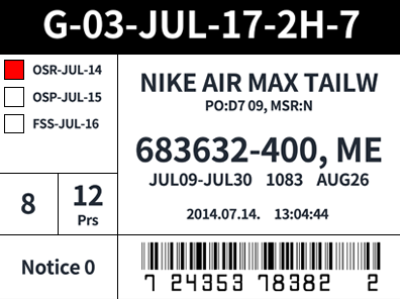 G-03-JUL-17-2H-7
OSR-JUL-14
OSP-JUL-15
FSS-JUL-16
NIKE AIR MAX TAILW
PO:D7 09, MSR:N
683632-400, ME
JUL09-JUL30 1083 AUG26
2014.07.14. 13:04:44
8
12
Prs
Notice 0
7 24353 78382 2